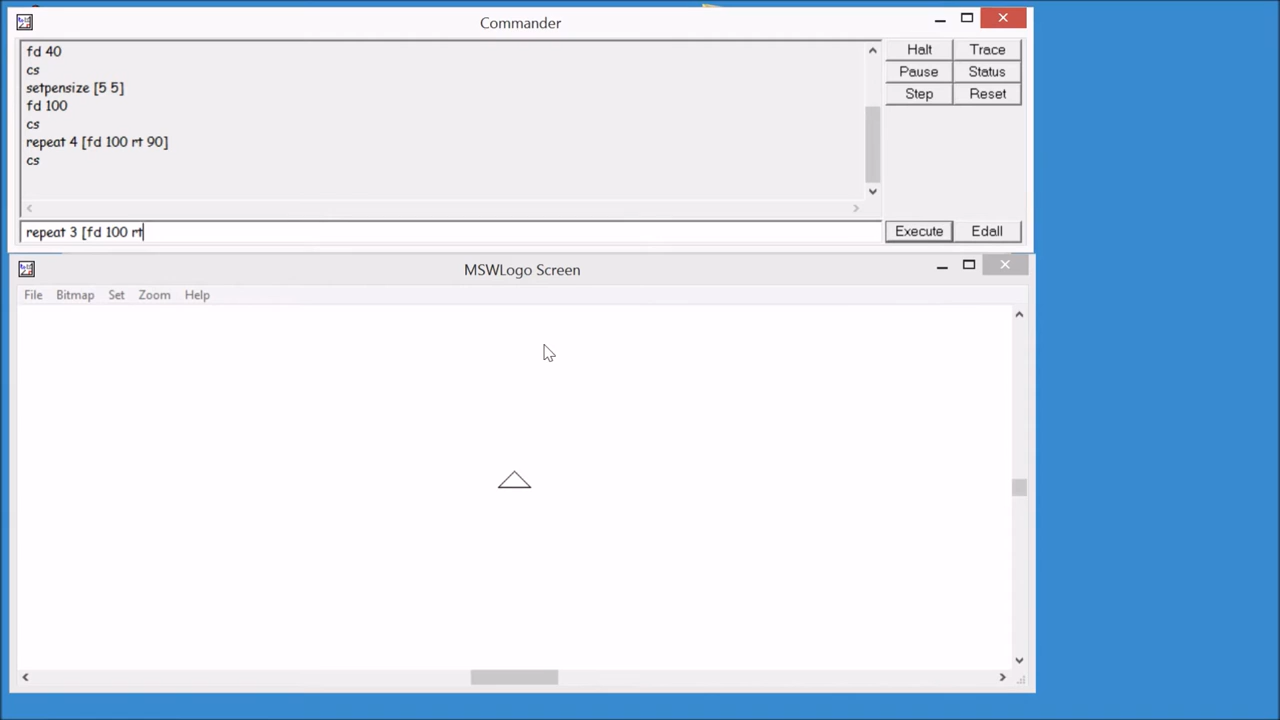 Commander
fd 40
cs
setpensize [5 5]
fd 100
cs
repeat 4 [fd 100 rt 90]
cs
Halt Trace
Pause Status
Step Reset
repeat 3 [fd 100 rt
Execute Edall
MSWLogo Screen
File Bitmap Set Zoom Help